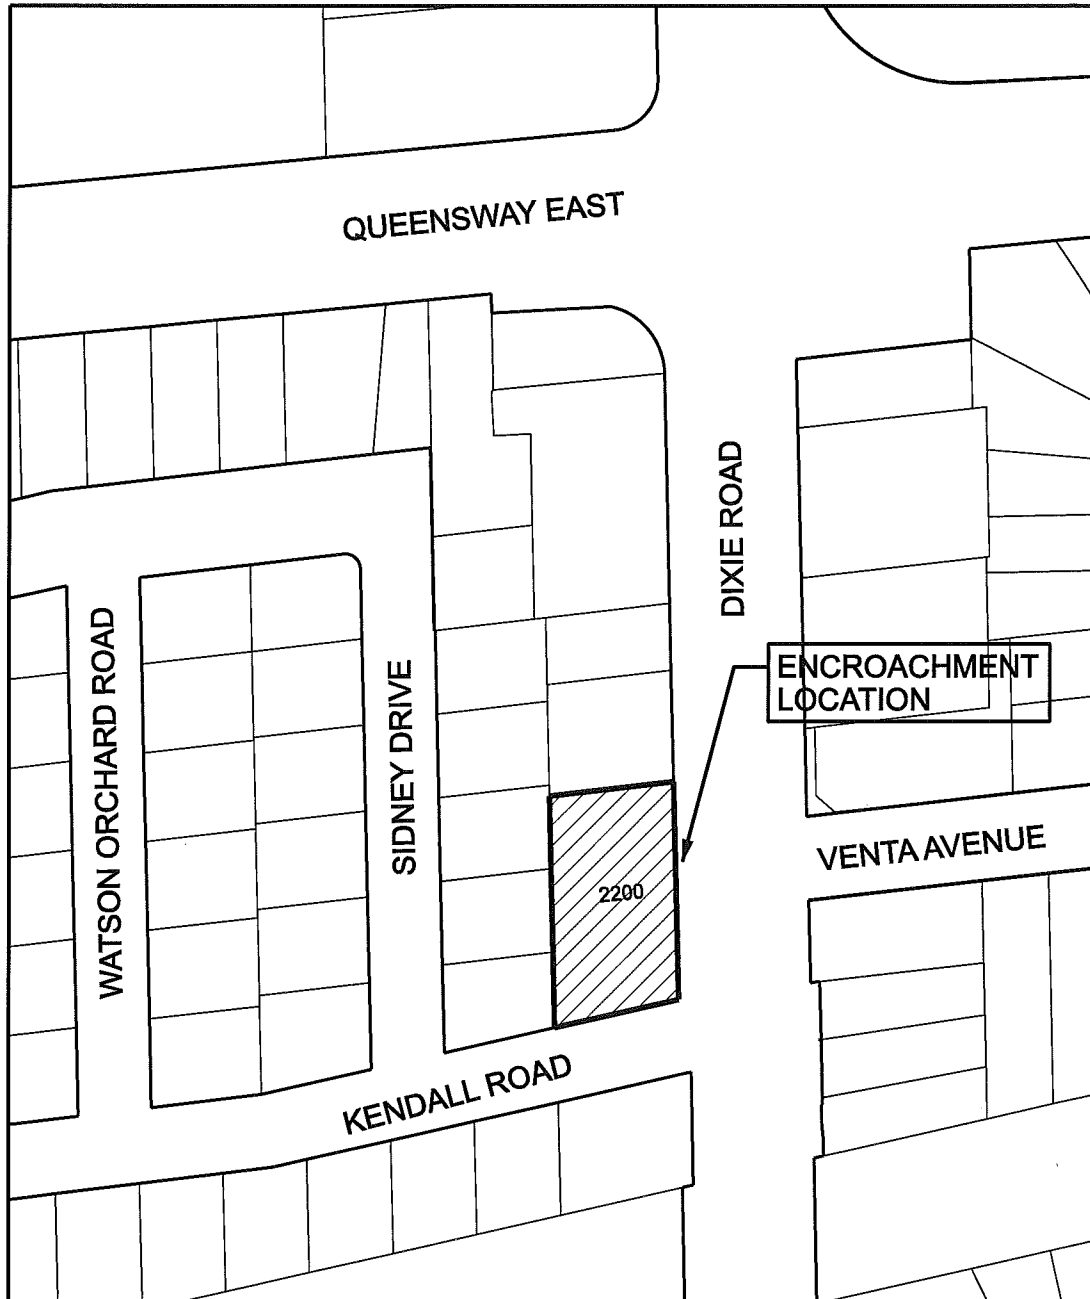 QUEENSWAY EAST
DIXIE ROAD
ENCROACHMENT
LOCATION
WATSON ORCHARD ROAD
SIDNEY DRIVE
VENTA AVENUE
2200
KENDALL ROAD